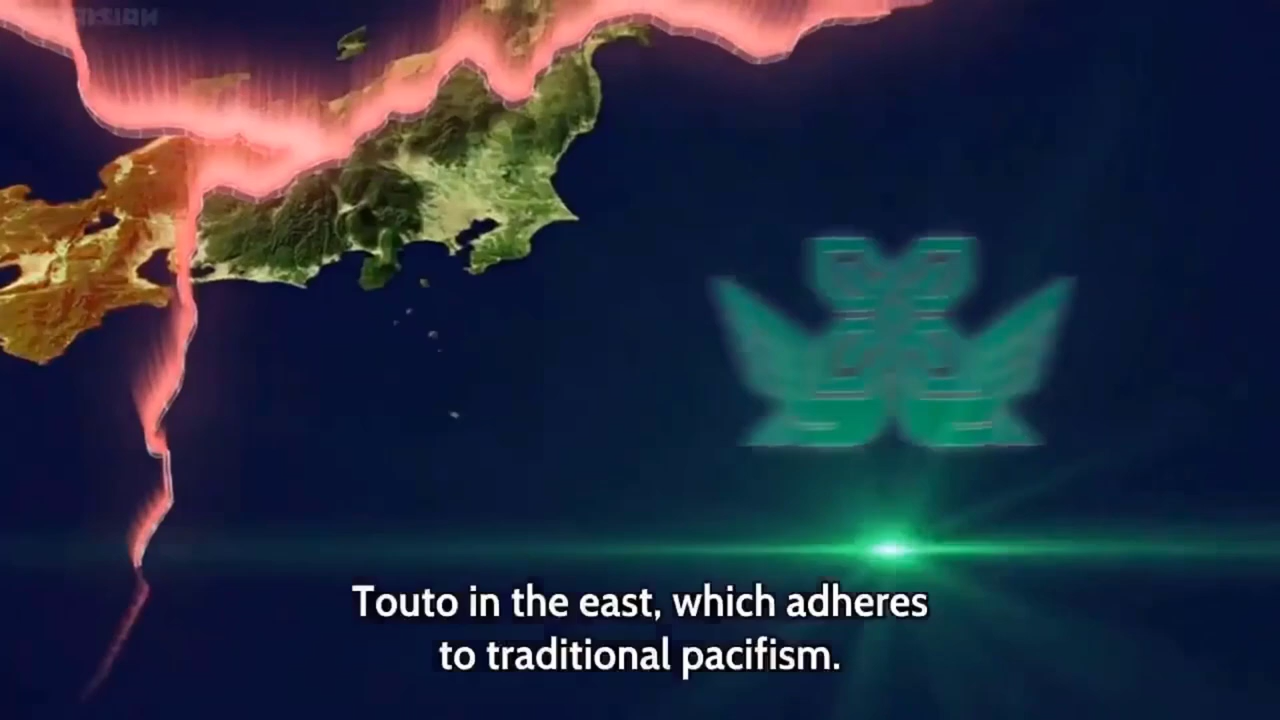 Touto in the east, which adheres
to traditional pacifism.